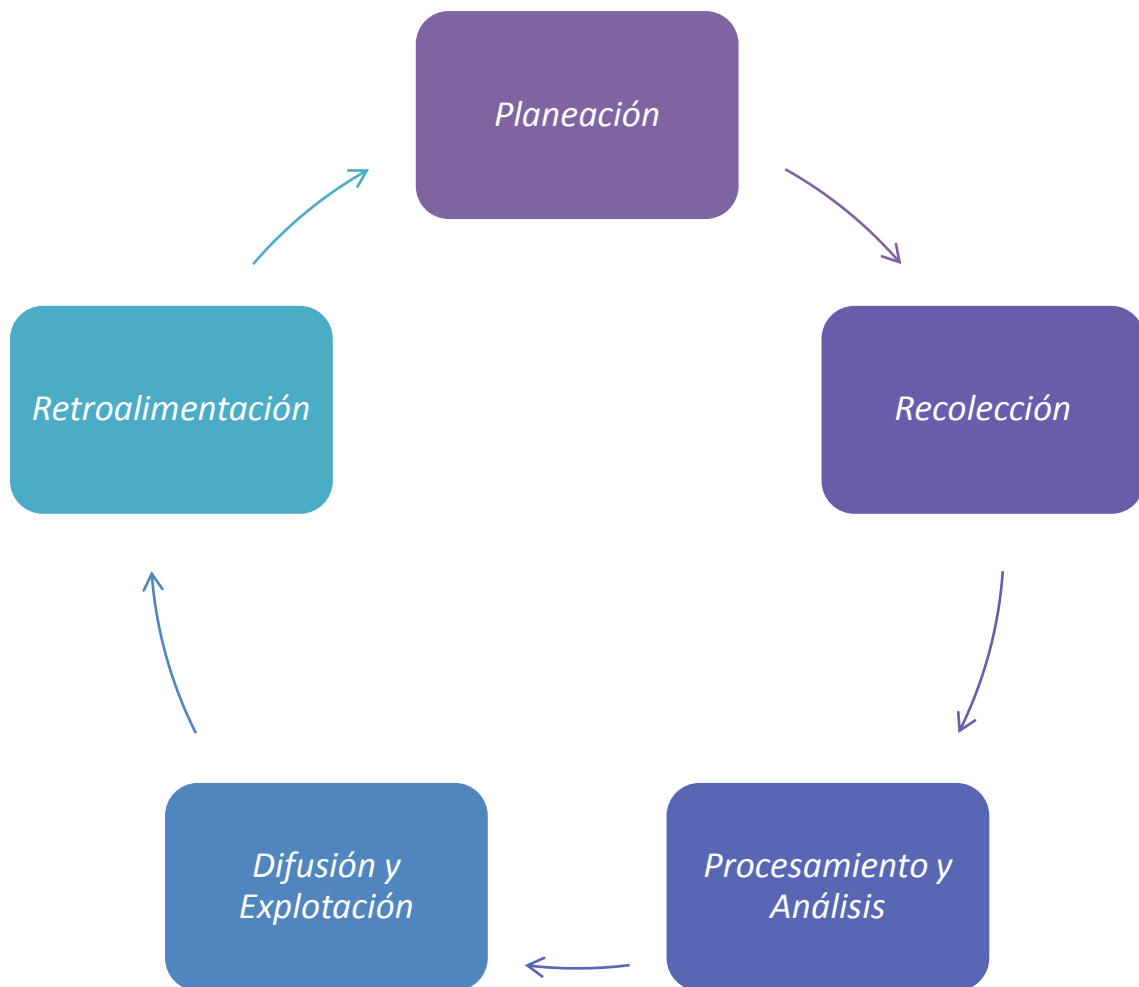 Planeación
Recolección
Procesamiento y
Análisis
Difusión y
Explotación
Retroalimentación